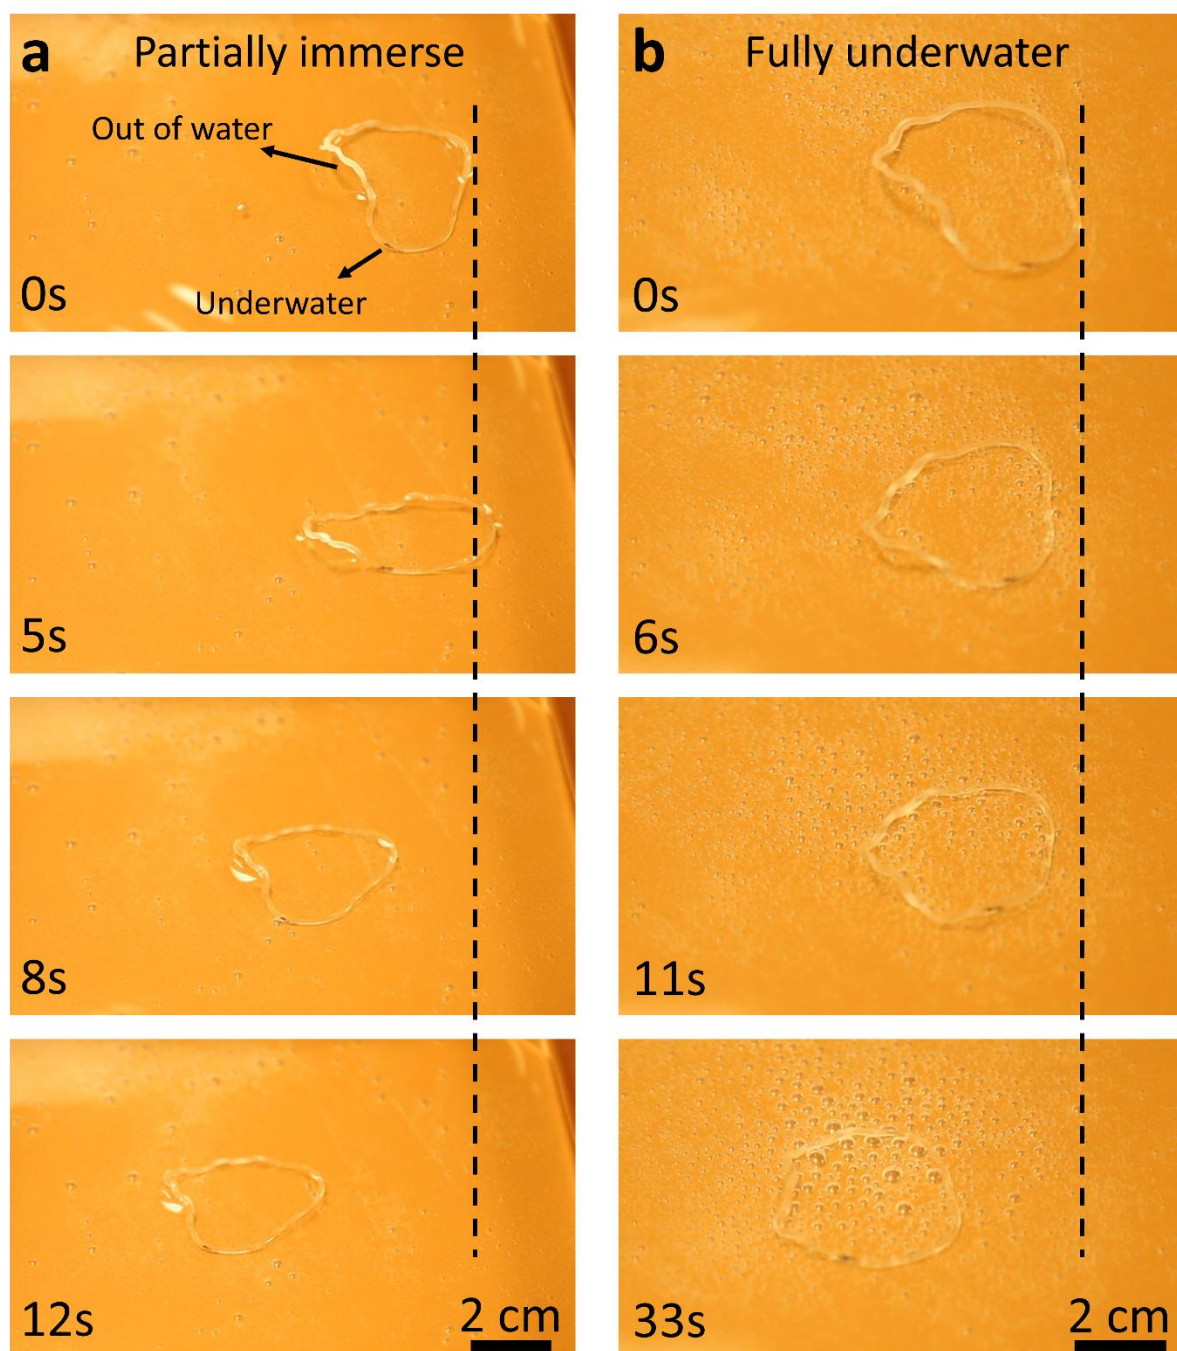 a Partially immerse
Out of water
Underwater
0s
5s
8s
12s
2 cm
b Fully underwater
0s
6s
11s
33s
2 cm